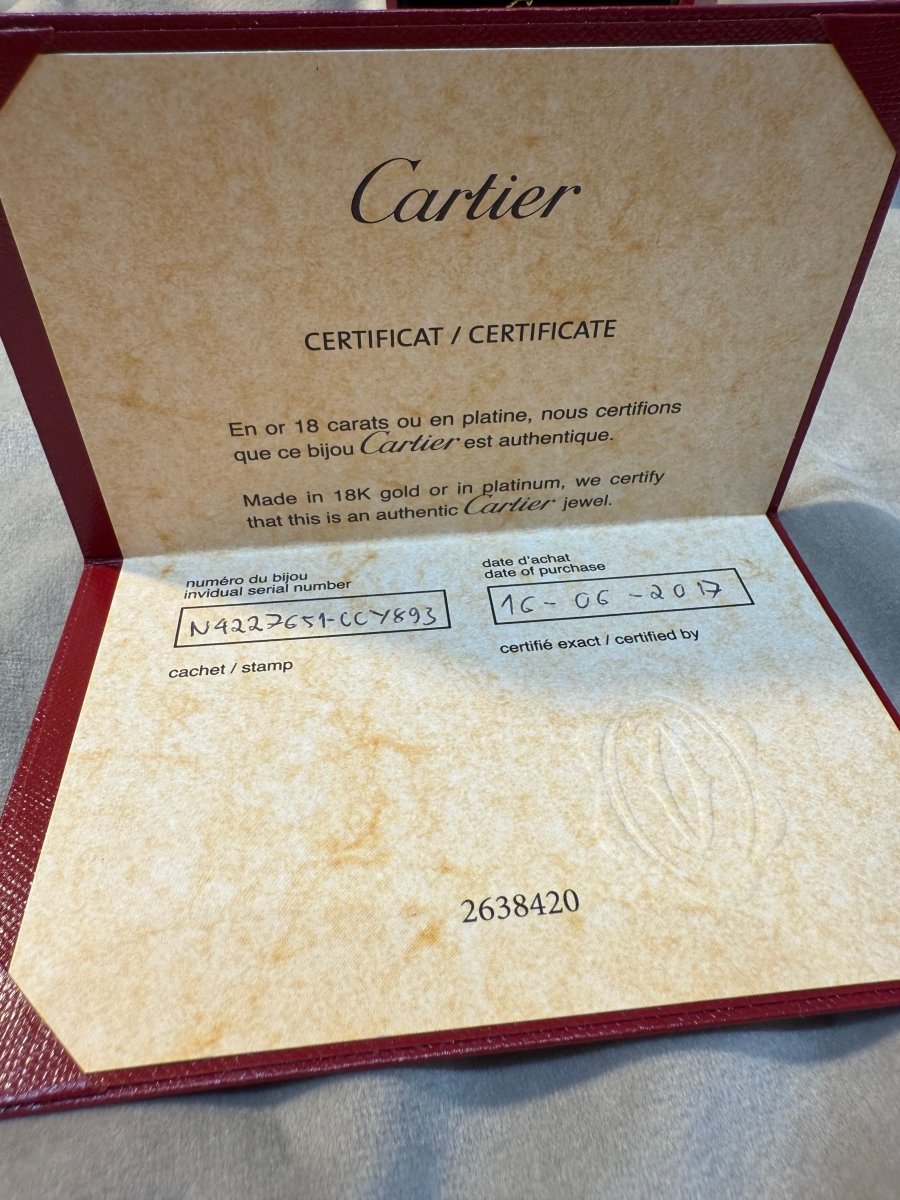 Cartier
CERTIFICAT / CERTIFICATE
En or 18 carats ou en platine, nous certifions
que ce bijou Cartier est authentique.
Made in 18K gold or in platinum, we certify
that this is an authentic Cartier jewel.
numéro du bijou
invidual serial number
N4227651-CCY893
date d'achat
date of purchase
16-06-2017
cachet / stamp
certifié exact / certified by
2638420